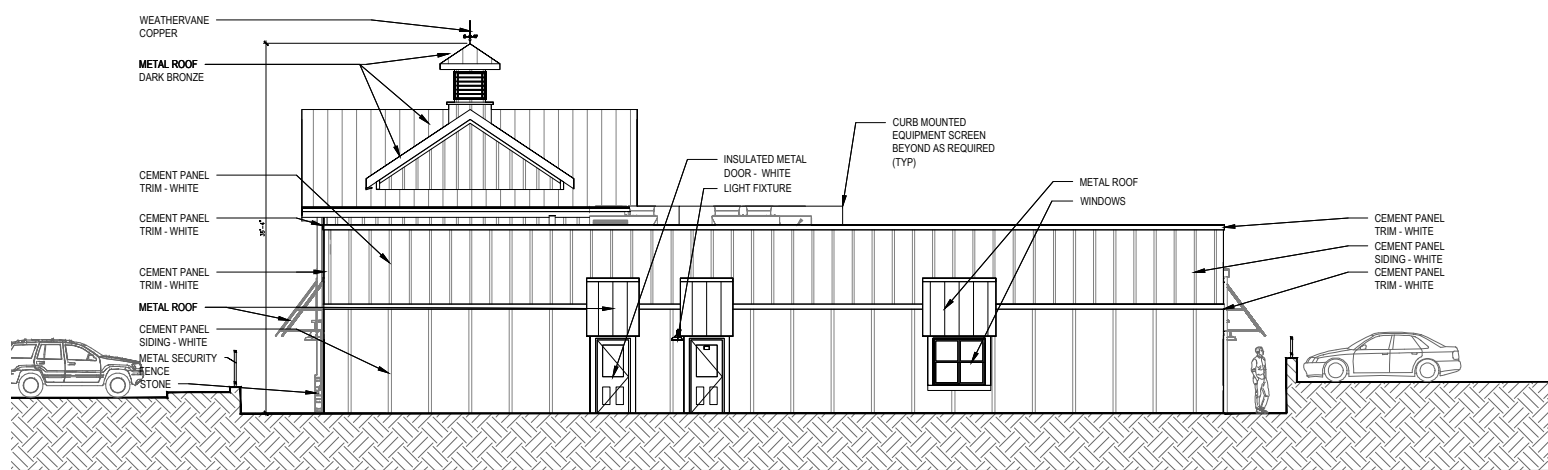 WEATHERVANE
COPPER
METAL ROOF
DARK BRONZE
CEMENT PANEL
TRIM - WHITE
CEMENT PANEL
TRIM - WHITE
CEMENT PANEL
TRIM - WHITE
METAL ROOF
CEMENT PANEL
SIDING - WHITE
METAL SECURITY
FENCE
STONE
INSULATED METAL
DOOR - WHITE
LIGHT FIXTURE
CURB MOUNTED
EQUIPMENT SCREEN
BEYOND AS REQUIRED
(TYP)
METAL ROOF
WINDOWS
CEMENT PANEL
TRIM - WHITE
CEMENT PANEL
SIDING - WHITE
CEMENT PANEL
TRIM - WHITE